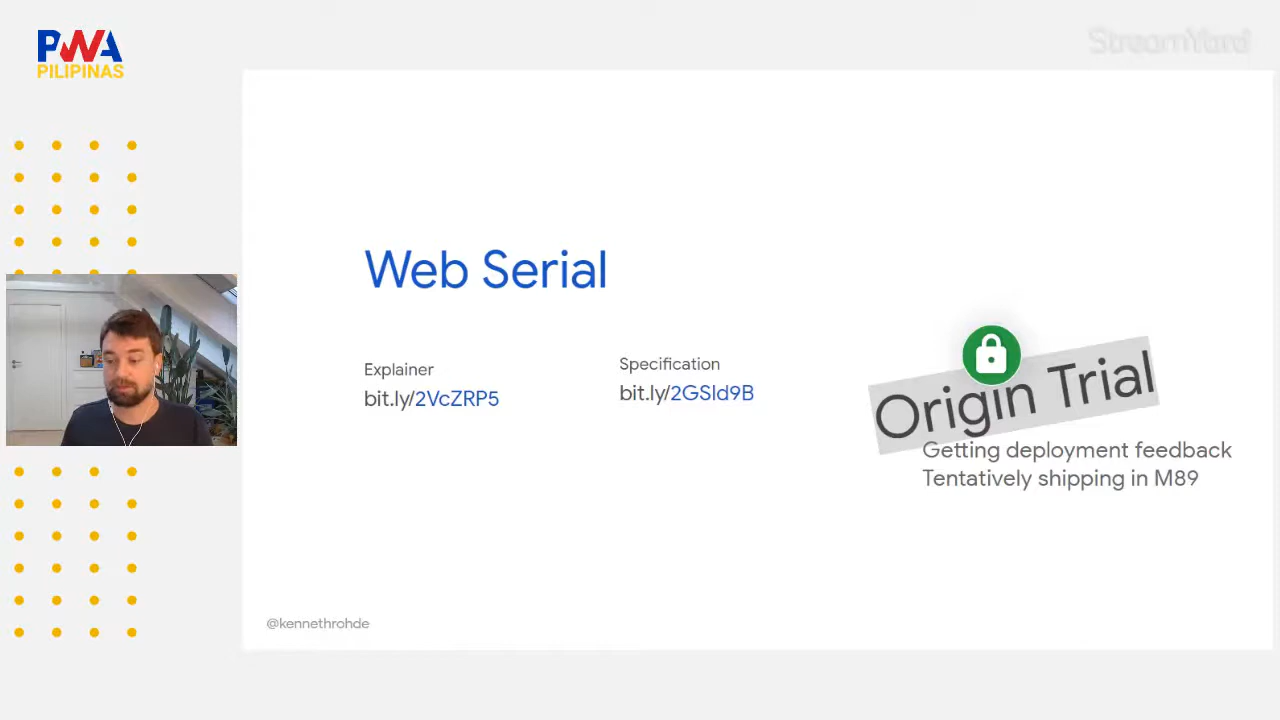 PWA
PILIPINAS
StreamYard
Web Serial
Explainer
bit.ly/2VcZRP5
Specification
bit.ly/2GSId9B
Origin Trial
Getting deployment feedback
Tentatively shipping in M89
@kennethrohde